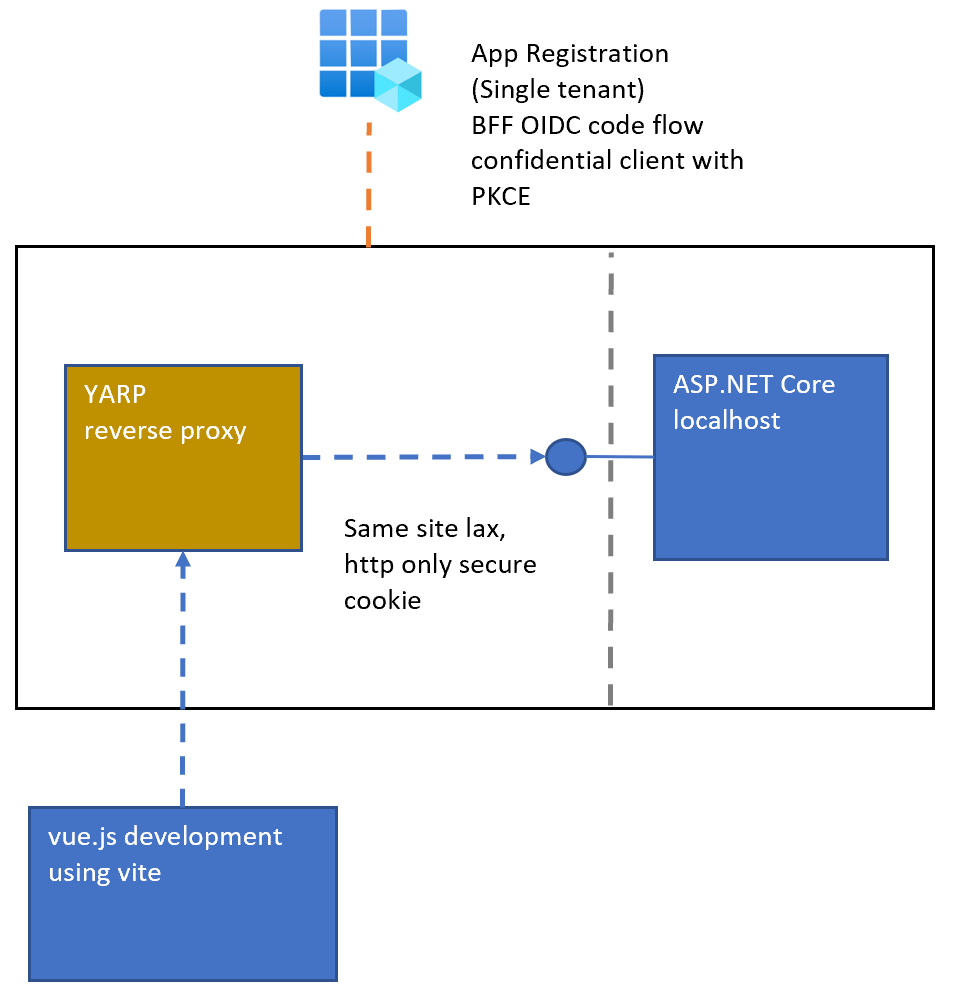 App Registration
(Single tenant)
BFF OIDC code flow
confidential client with
PKCE
YARP
reverse proxy
ASP.NET Core
localhost
Same site lax,
http only secure
cookie
vue.js development
using vite